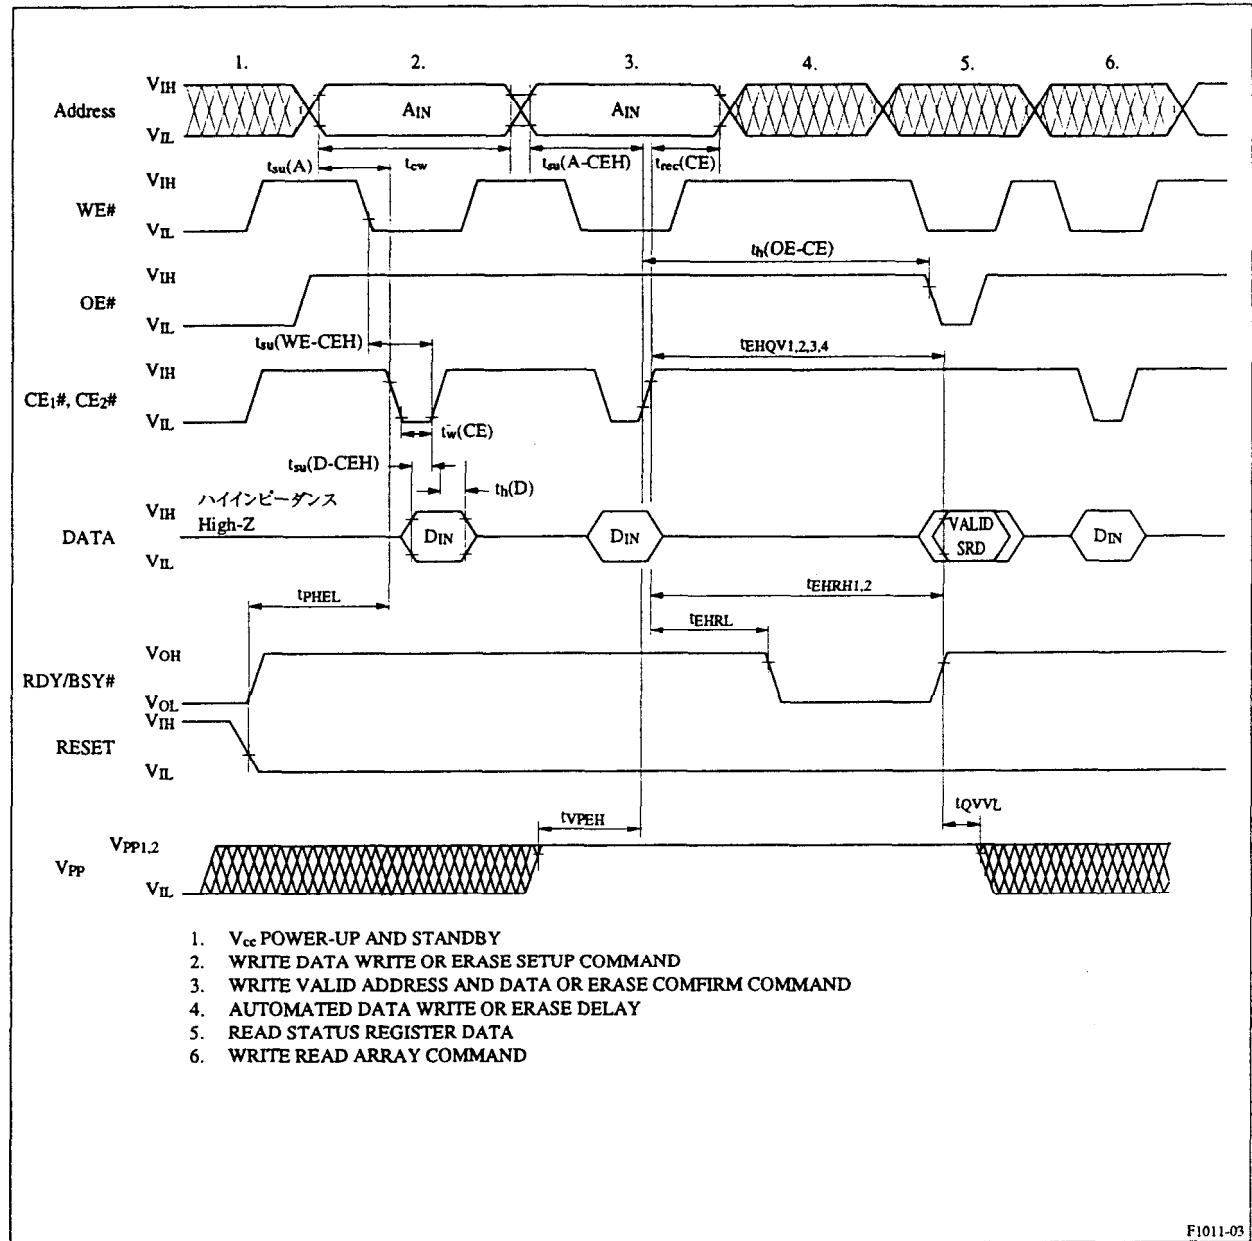 1. 2. 3. 4. 5. 6.
VIH
Address AIN AIN
VIL
tsu(A) tcw tsu(A-CEH) trec(CE)
VIH
WE#
VIL
th(OE-CE)
VIH
OE#
VIL
tsu(WE-CEH)
tEHQV1,2,3,4
VIH
CE1#, CE2#
VIL
tw(CE)
tsu(D-CEH)
th(D)
ハイインピーダンス
VIH
High-Z
DATA DIN DIN VALID SRD DIN
VIL
tPHEL
tEHRH1,2
tEHRL
VOH
RDY/BSY#
VOL
VIH
RESET
VIL
tVPEH
tQVVL
VPP1,2
VPP
VIL
1. Vcc POWER-UP AND STANDBY
2. WRITE DATA WRITE OR ERASE SETUP COMMAND
3. WRITE VALID ADDRESS AND DATA OR ERASE COMFIRM COMMAND
4. AUTOMATED DATA WRITE OR ERASE DELAY
5. READ STATUS REGISTER DATA
6. WRITE READ ARRAY COMMAND
F1011-03